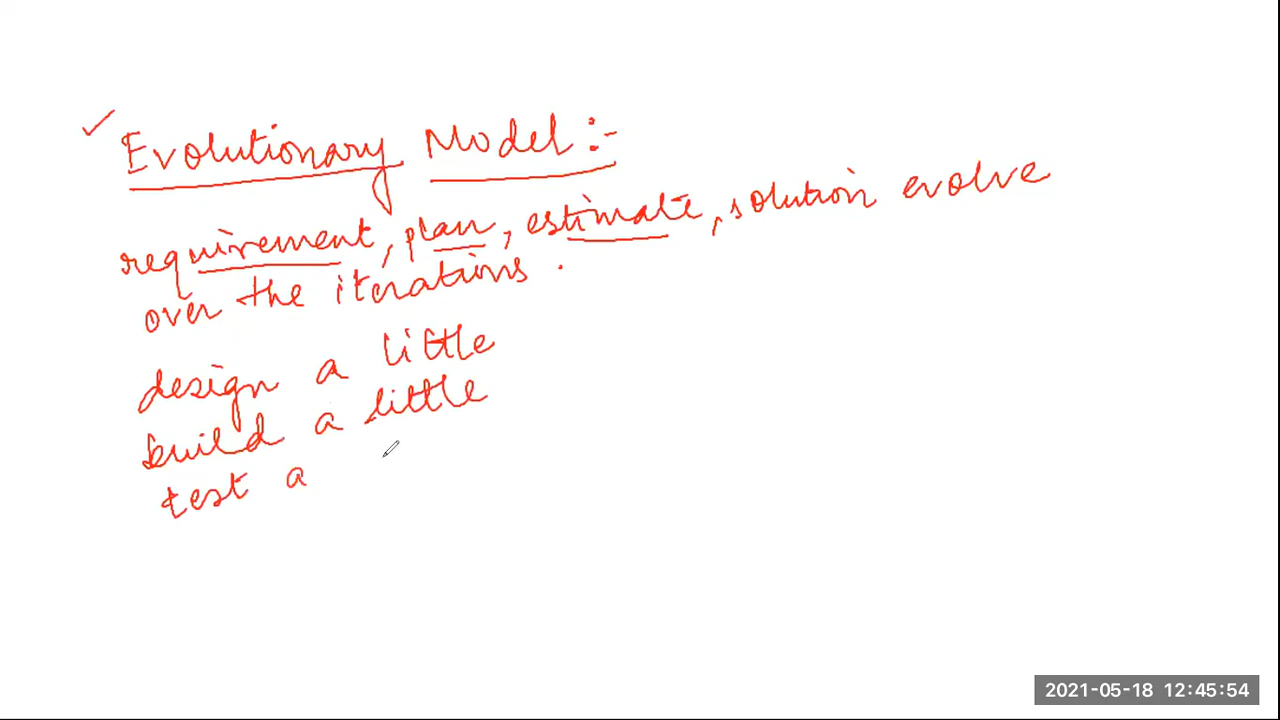 Evolutionary Model :-
requirement, plan, estimate, solution evolve
over the iterations.
design a little
build a little
test a
2021-05-18 12:45:54